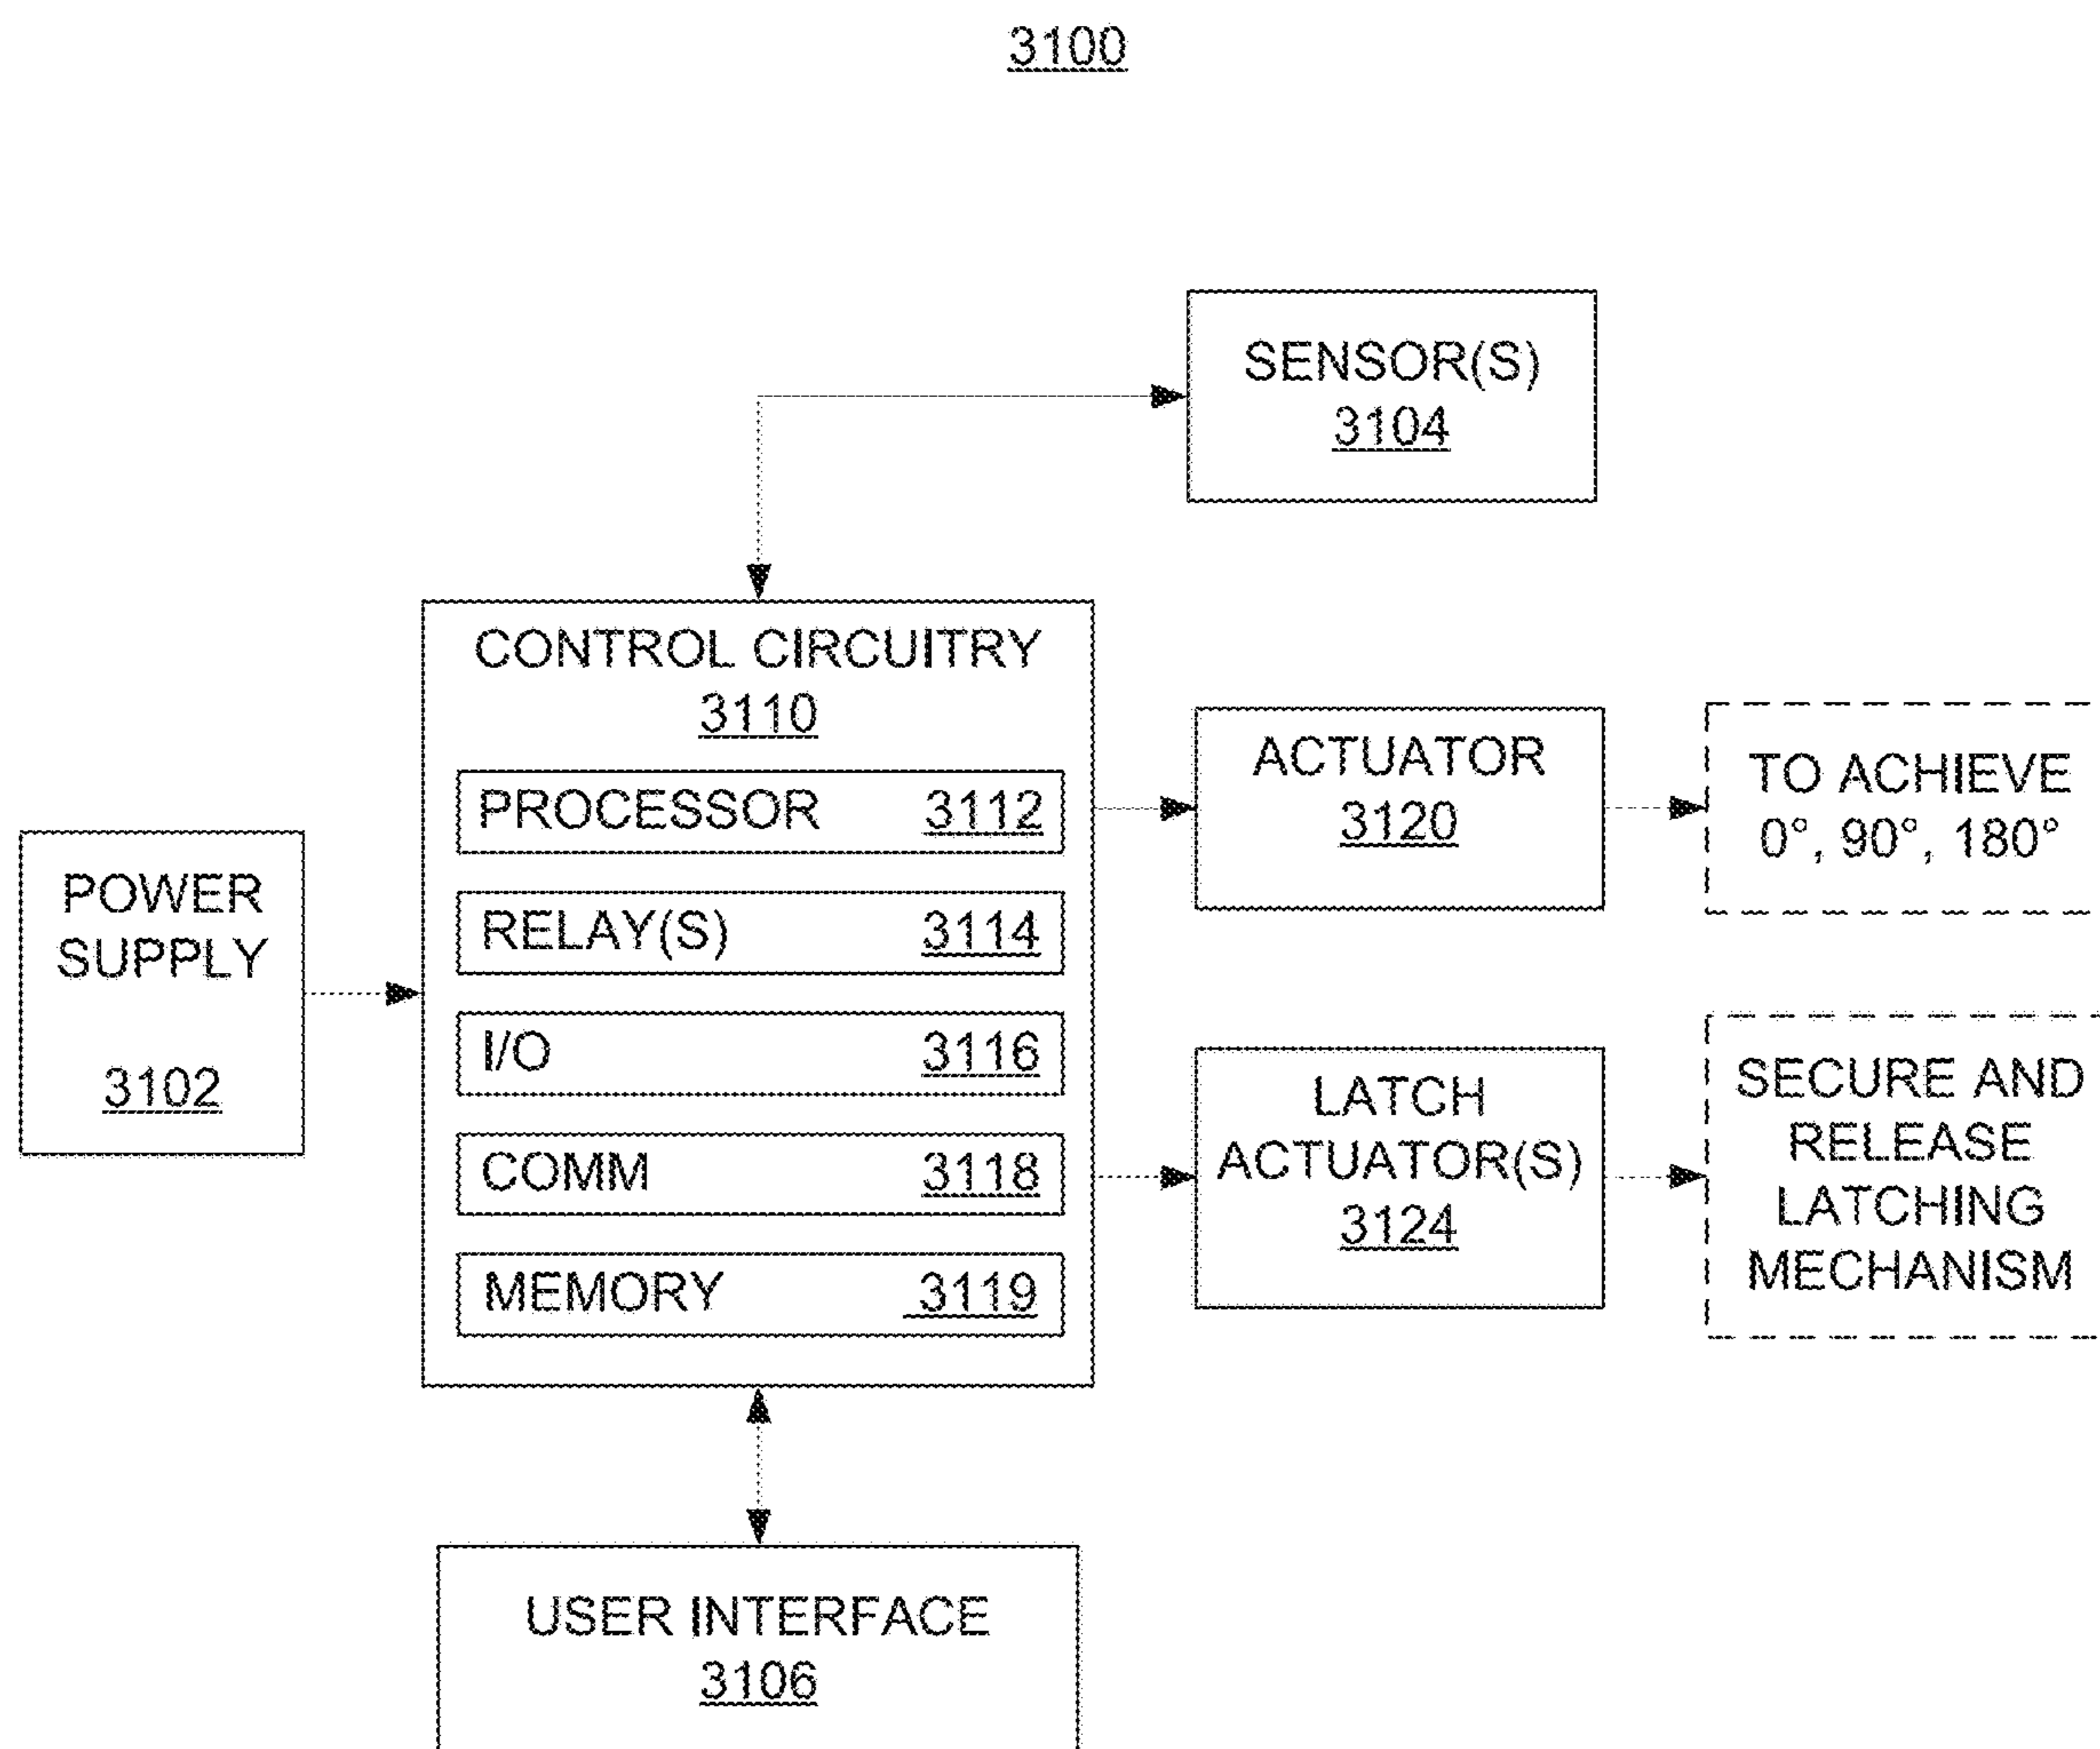 3100
SENSOR(S)
3104
CONTROL CIRCUITRY
3110
PROCESSOR 3112
RELAY(S) 3114
I/O 3116
COMM 3118
MEMORY 3119
POWER
SUPPLY
3102
ACTUATOR
3120
TO ACHIEVE
0°, 90°, 180°
LATCH
ACTUATOR(S)
3124
SECURE AND
RELEASE
LATCHING
MECHANISM
USER INTERFACE
3106